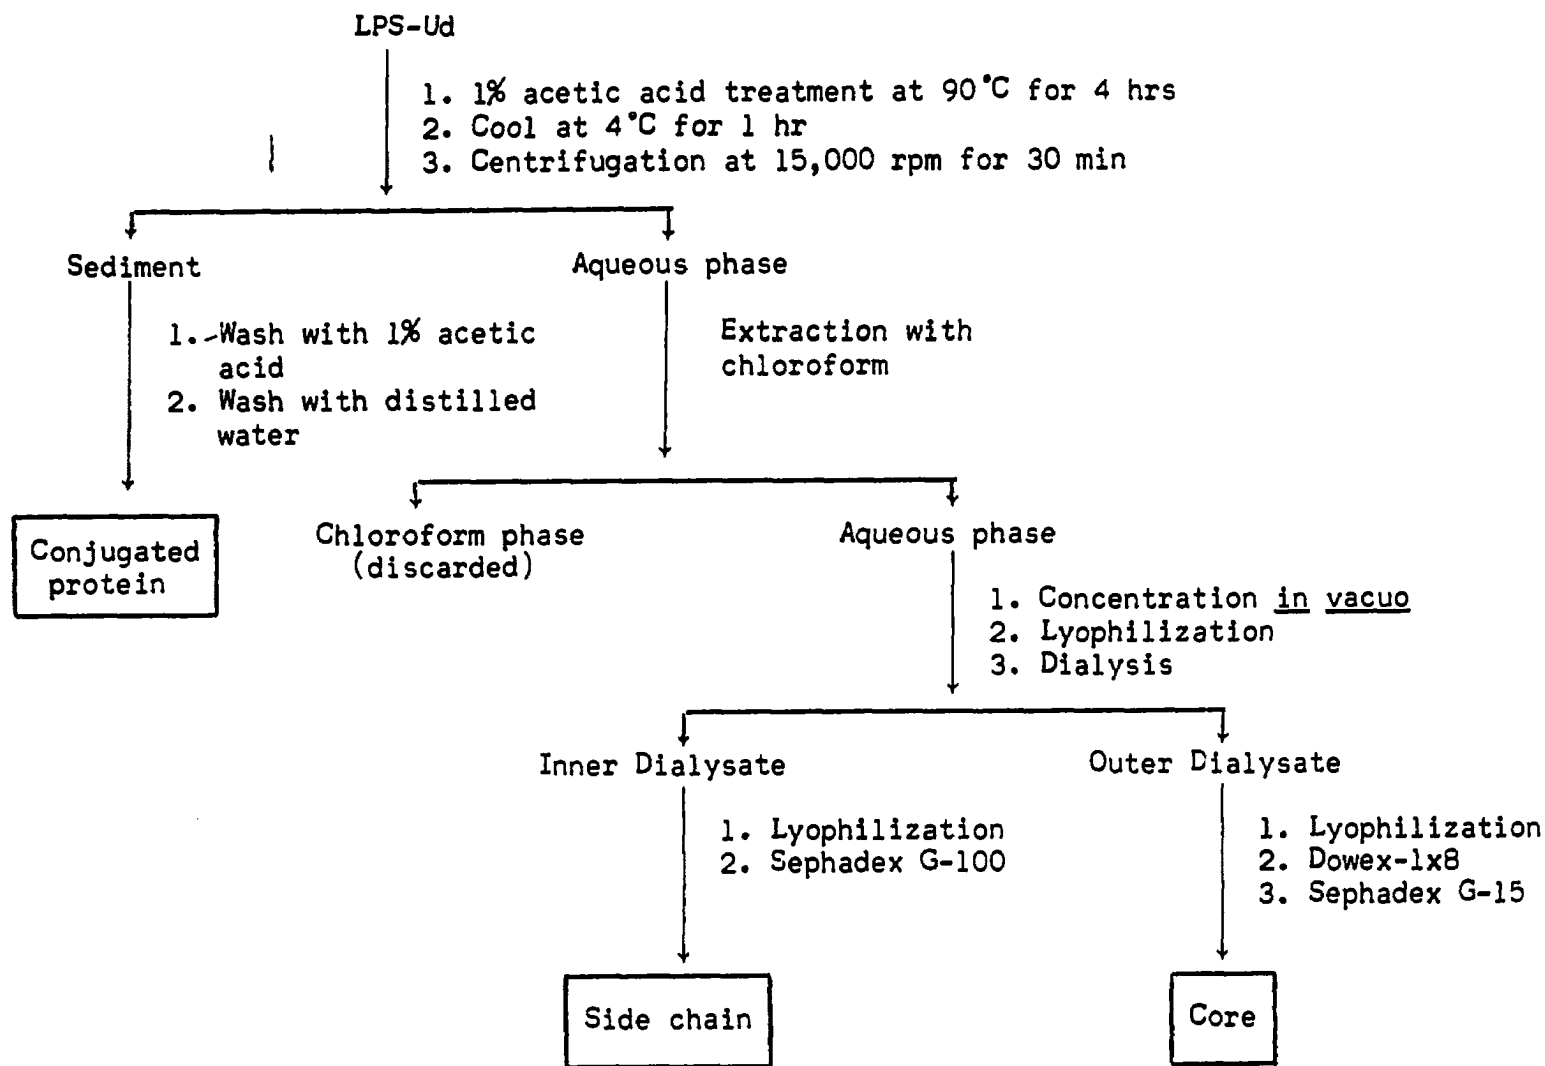 LPS-Ud
1. 1% acetic acid treatment at 90°C for 4 hrs
2. Cool at 4°C for 1 hr
3. Centrifugation at 15,000 rpm for 30 min
Sediment
Aqueous phase
1. Wash with 1% acetic
acid
2. Wash with distilled
water
Extraction with
chloroform
Conjugated
protein
Chloroform phase
(discarded)
Aqueous phase
1. Concentration in vacuo
2. Lyophilization
3. Dialysis
Inner Dialysate
Outer Dialysate
1. Lyophilization
2. Sephadex G-100
1. Lyophilization
2. Dowex-1x8
3. Sephadex G-15
Side chain
Core